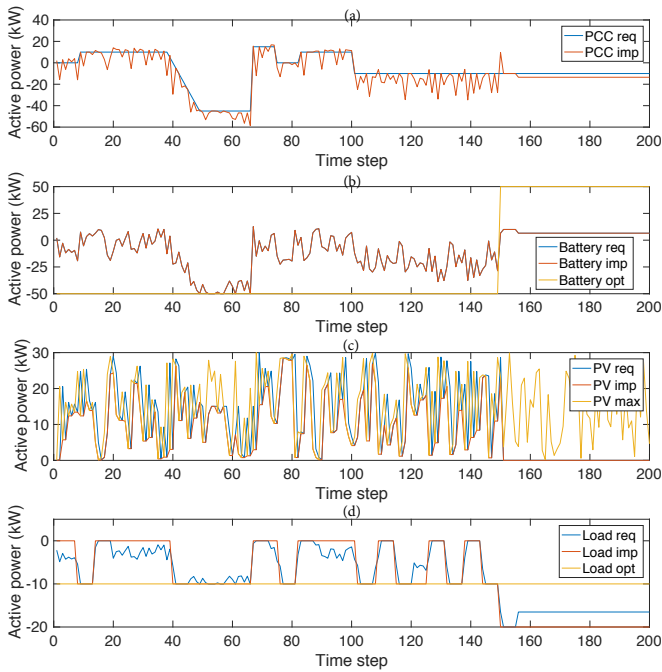 (a)
Active power (kW)
40
20
0
-20
-40
-60
PCC req
PCC imp
0 20 40 60 80 100 120 140 160 180 200
Time step
(b)
Active power (kW)
50
25
0
-25
-50
Battery req
Battery imp
Battery opt
0 20 40 60 80 100 120 140 160 180 200
Time step
(c)
Active power (kW)
30
20
10
0
PV req
PV imp
PV max
0 20 40 60 80 100 120 140 160 180 200
Time step
(d)
Active power (kW)
0
-10
-20
Load req
Load imp
Load opt
0 20 40 60 80 100 120 140 160 180 200
Time step